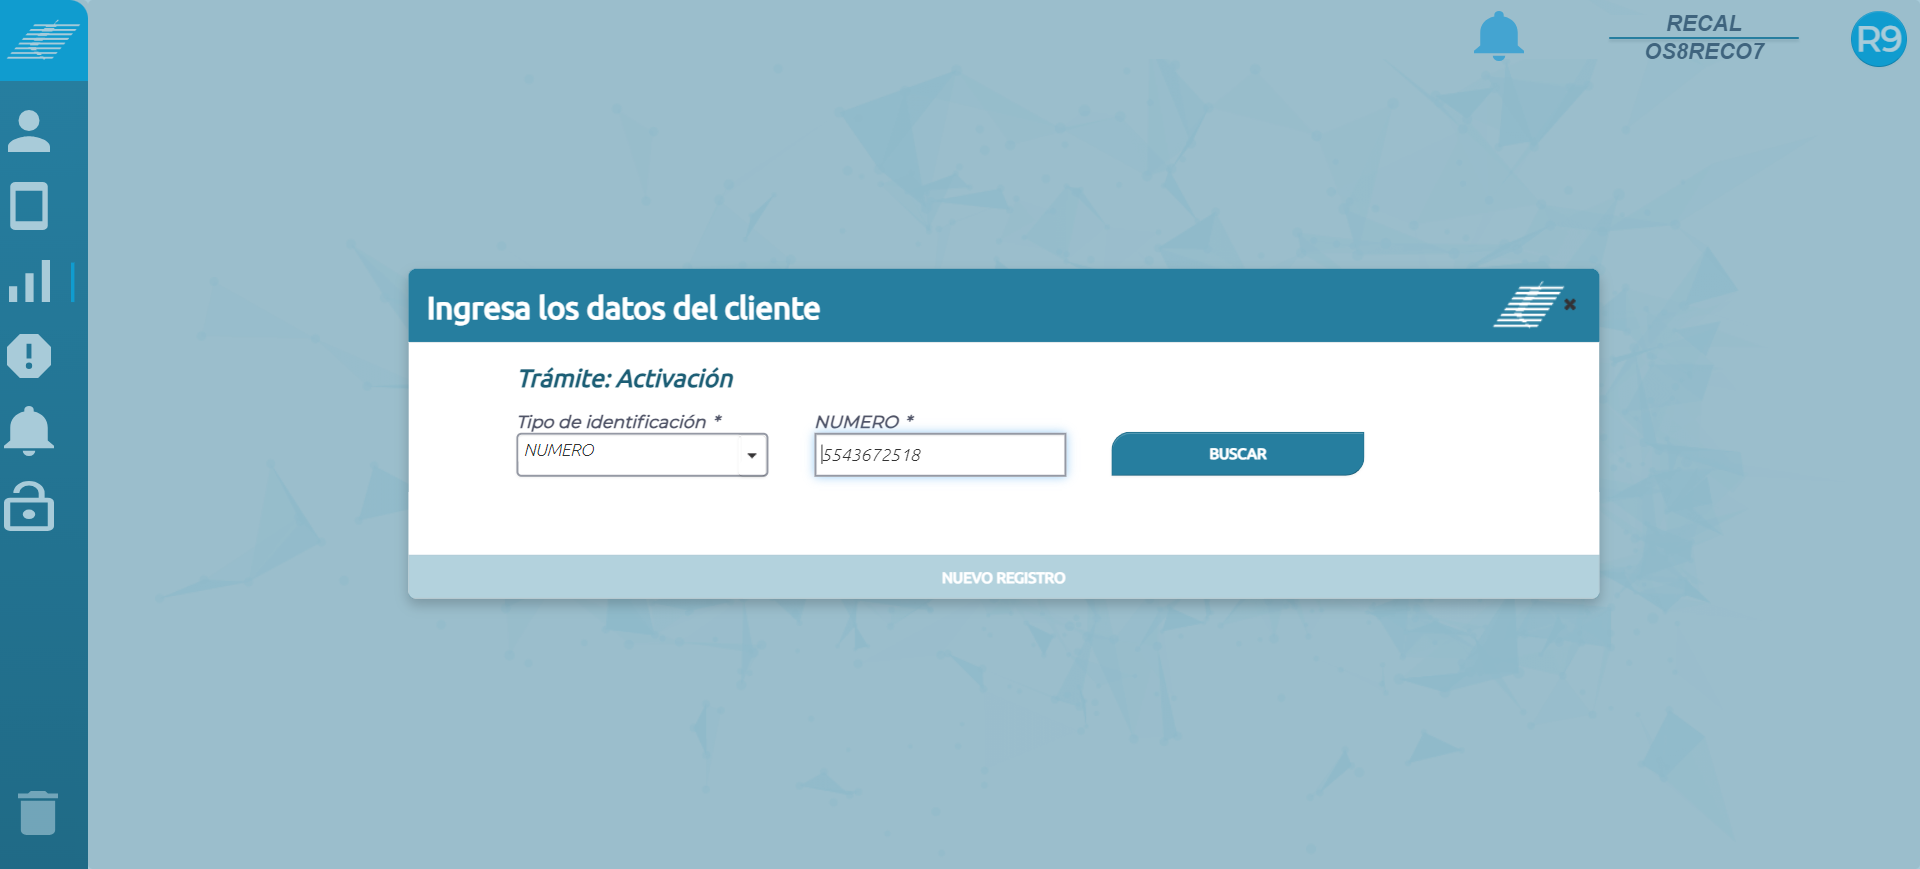 RECAL
OS8RECO7
R9
Ingresa los datos del cliente
Trámite: Activación
Tipo de identificación *
NUMERO *
NUMERO
5543672518
BUSCAR
NUEVO REGISTRO